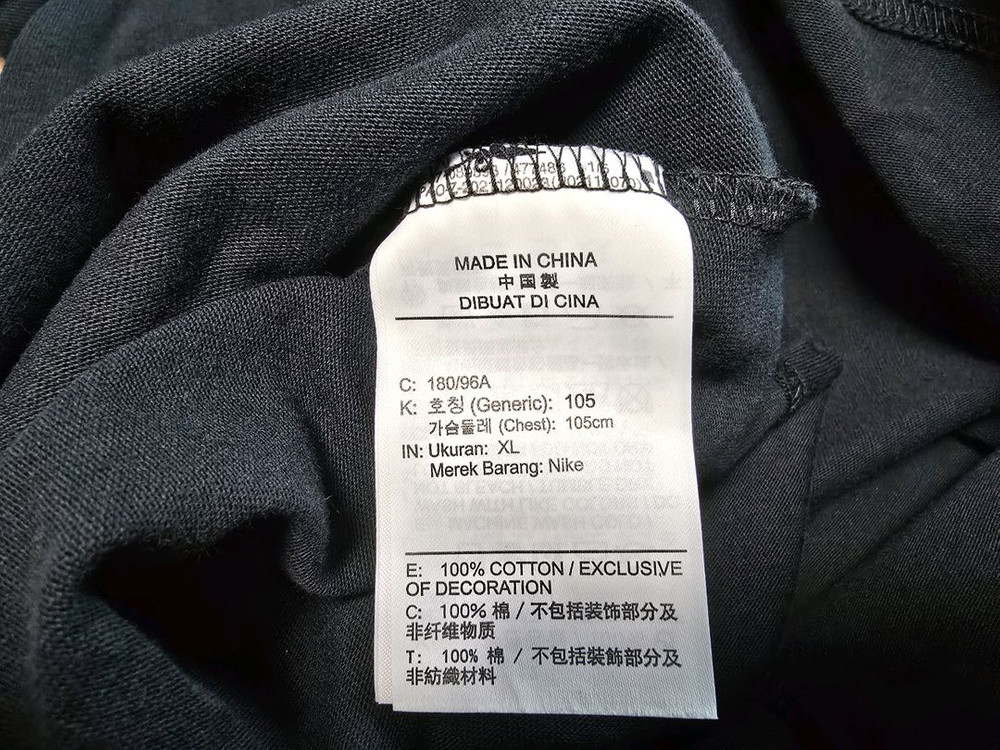 MADE IN CHINA
中国製
DIBUAT DI CINA
C: 180/96A
K: 호칭 (Generic): 105
가슴둘레 (Chest): 105cm
IN: Ukuran: XL
Merek Barang: Nike
E: 100% COTTON / EXCLUSIVE
OF DECORATION
C: 100% 棉 / 不包括装饰部分及
非纤维物质
T: 100% 棉 / 不包括裝飾部分及
非紡織材料